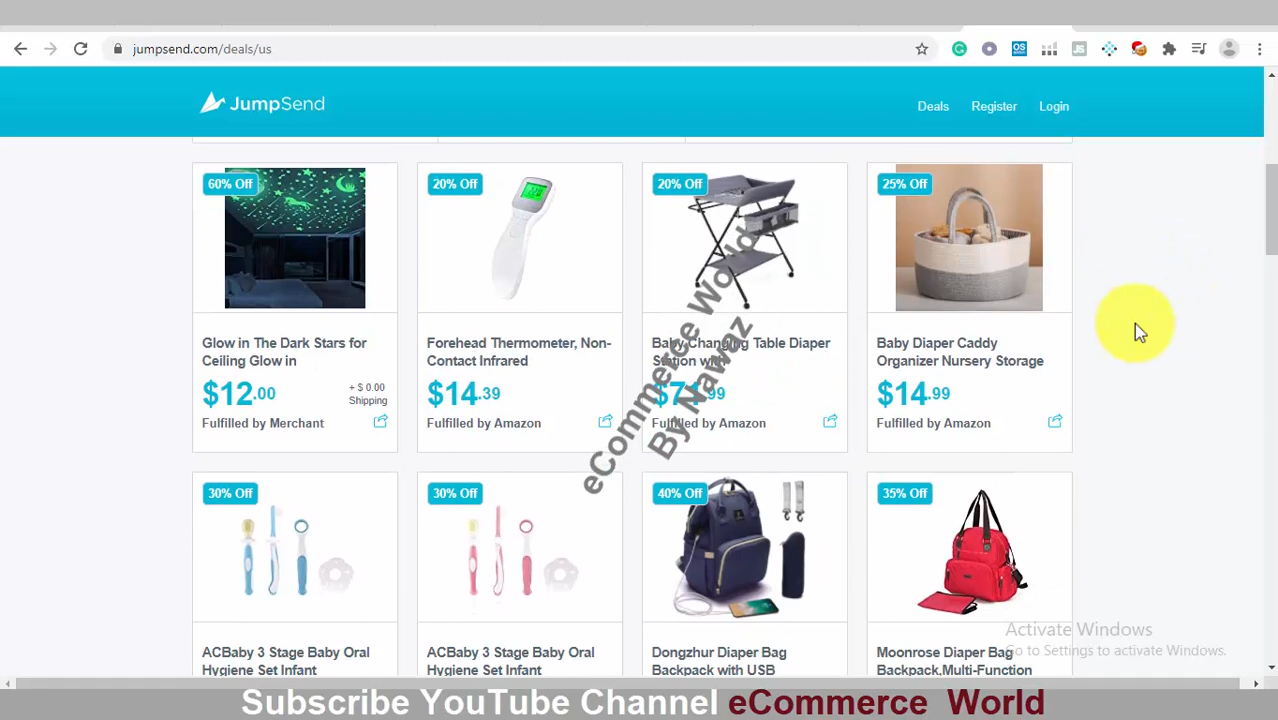 jumpsend.com/deals/us
JumpSend
Deals Register Login
60% Off
20% Off
20% Off
25% Off
Glow in The Dark Stars for
Ceiling Glow in
$12.00
+ $ 0.00
Shipping
Fulfilled by Merchant
Forehead Thermometer, Non-
Contact Infrared
$14.39
Fulfilled by Amazon
Baby Changing Table Diaper
Station with
$71.99
Fulfilled by Amazon
Baby Diaper Caddy
Organizer Nursery Storage
$14.99
Fulfilled by Amazon
eCommerce World
By Nawaz
30% Off
30% Off
40% Off
35% Off
ACBaby 3 Stage Baby Oral
Hygiene Set Infant
ACBaby 3 Stage Baby Oral
Hygiene Set Infant
Dongzhur Diaper Bag
Backpack with USB
Moonrose Diaper Bag
Backpack,Multi-Function
Activate Windows
Go to Settings to activate Windows.
Subscribe YouTube Channel eCommerce World